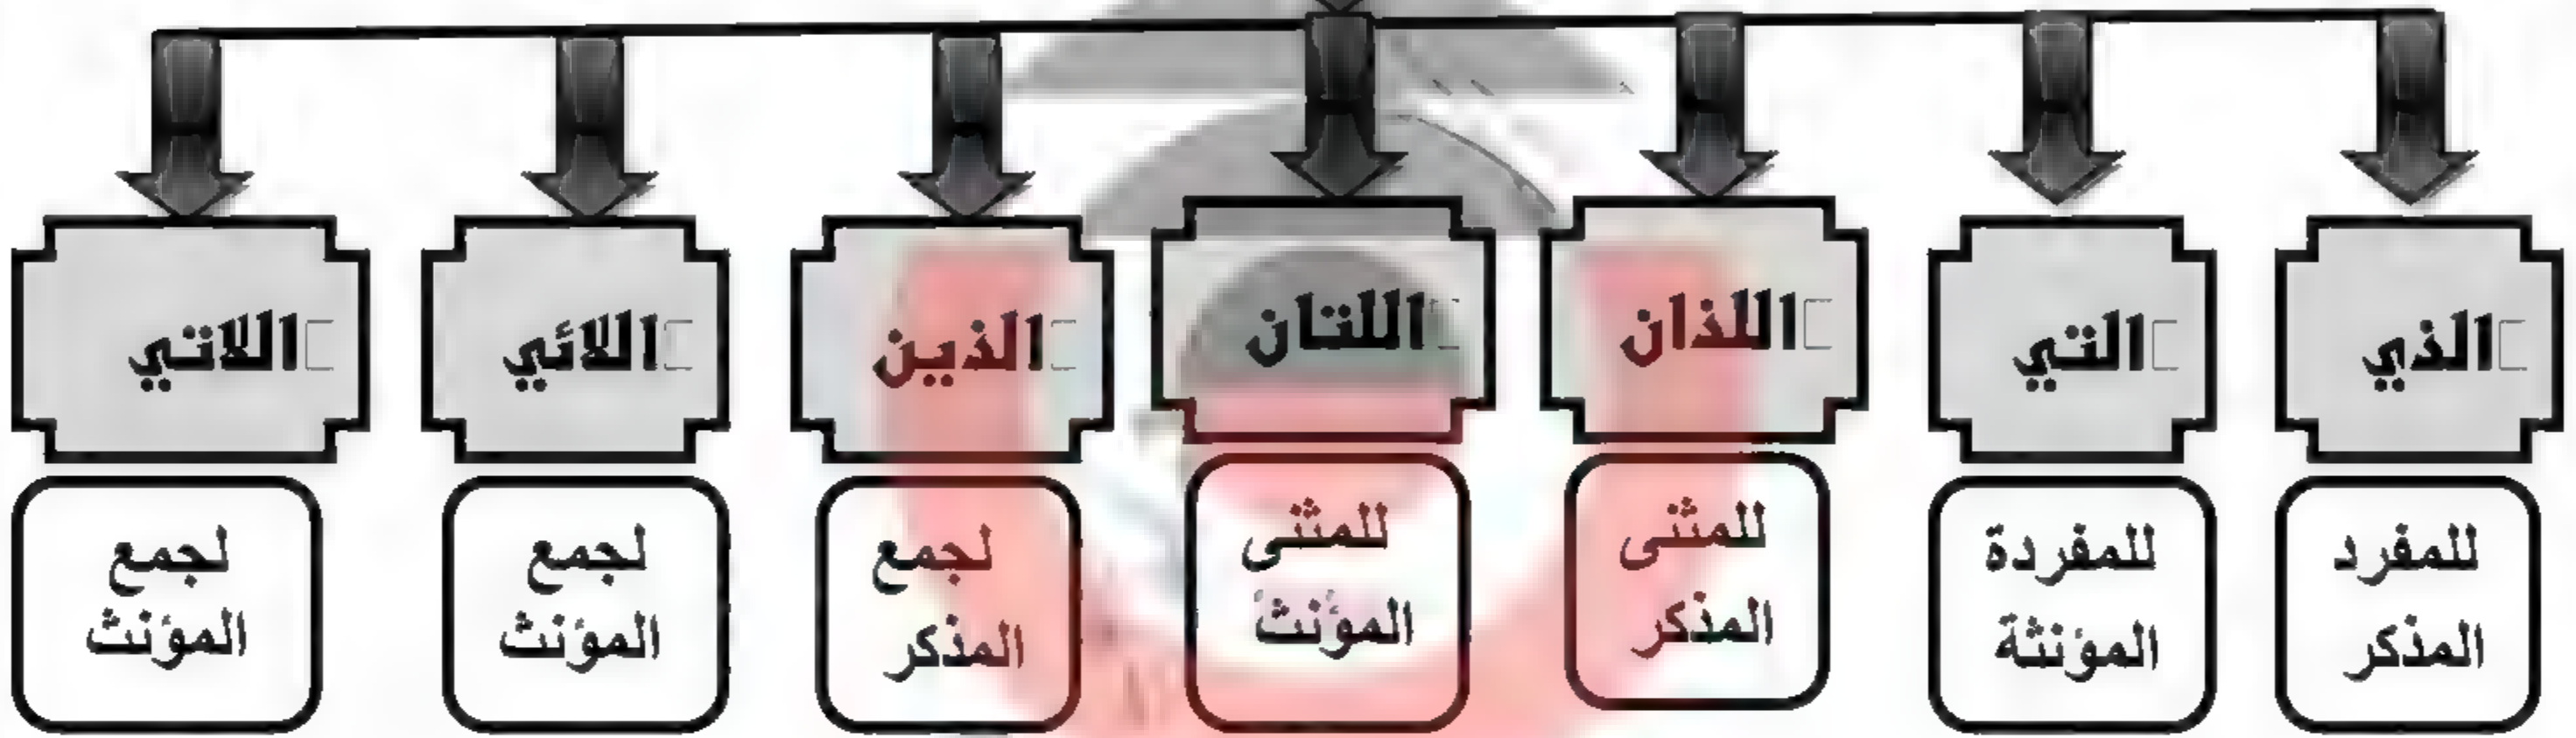 الذي
التي
اللذان
اللتان
الذين
اللائي
اللاتي
للمفرد
المذكر
للمفردة
المؤنثة
للمثنى
المذكر
للمثنى
المؤنث
لجمع
المذكر
لجمع
المؤنث
لجمع
المؤنث